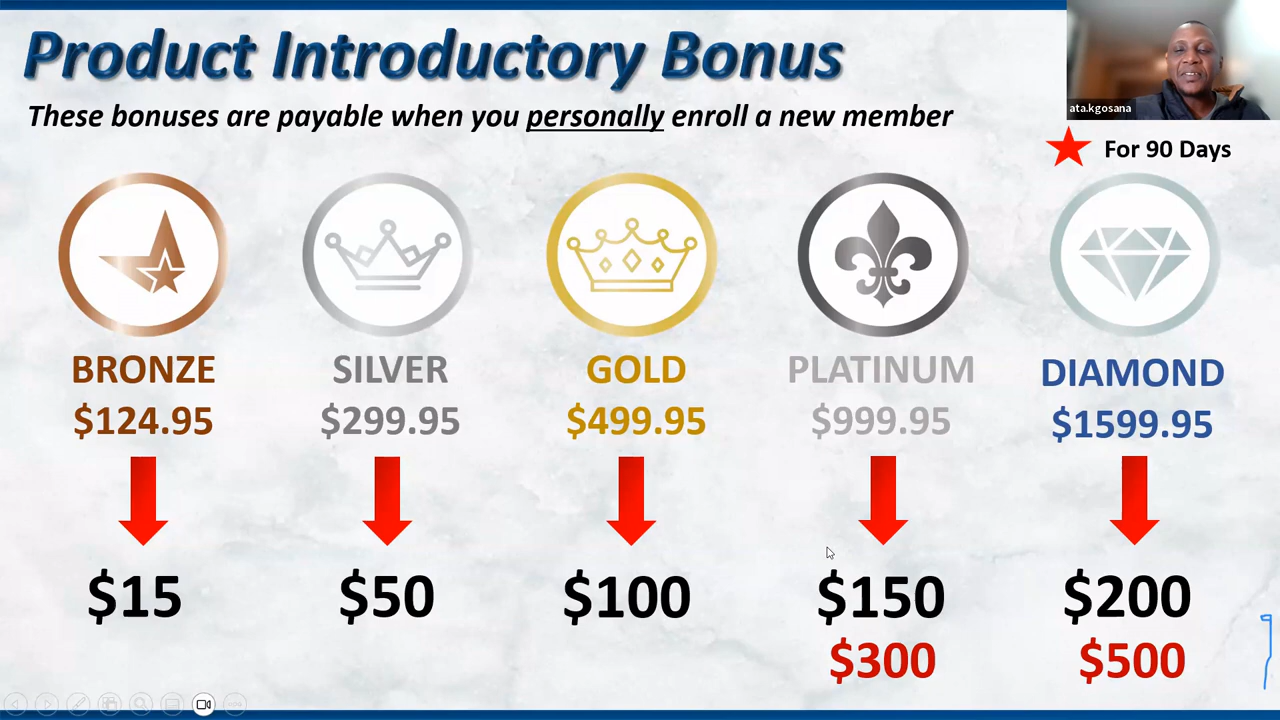 Product Introductory Bonus
These bonuses are payable when you personally enroll a new member
ata.kgosana
For 90 Days
BRONZE SILVER GOLD PLATINUM DIAMOND
$124.95 $299.95 $499.95 $999.95 $1599.95
$15 $50 $100 $150 $200
$300 $500